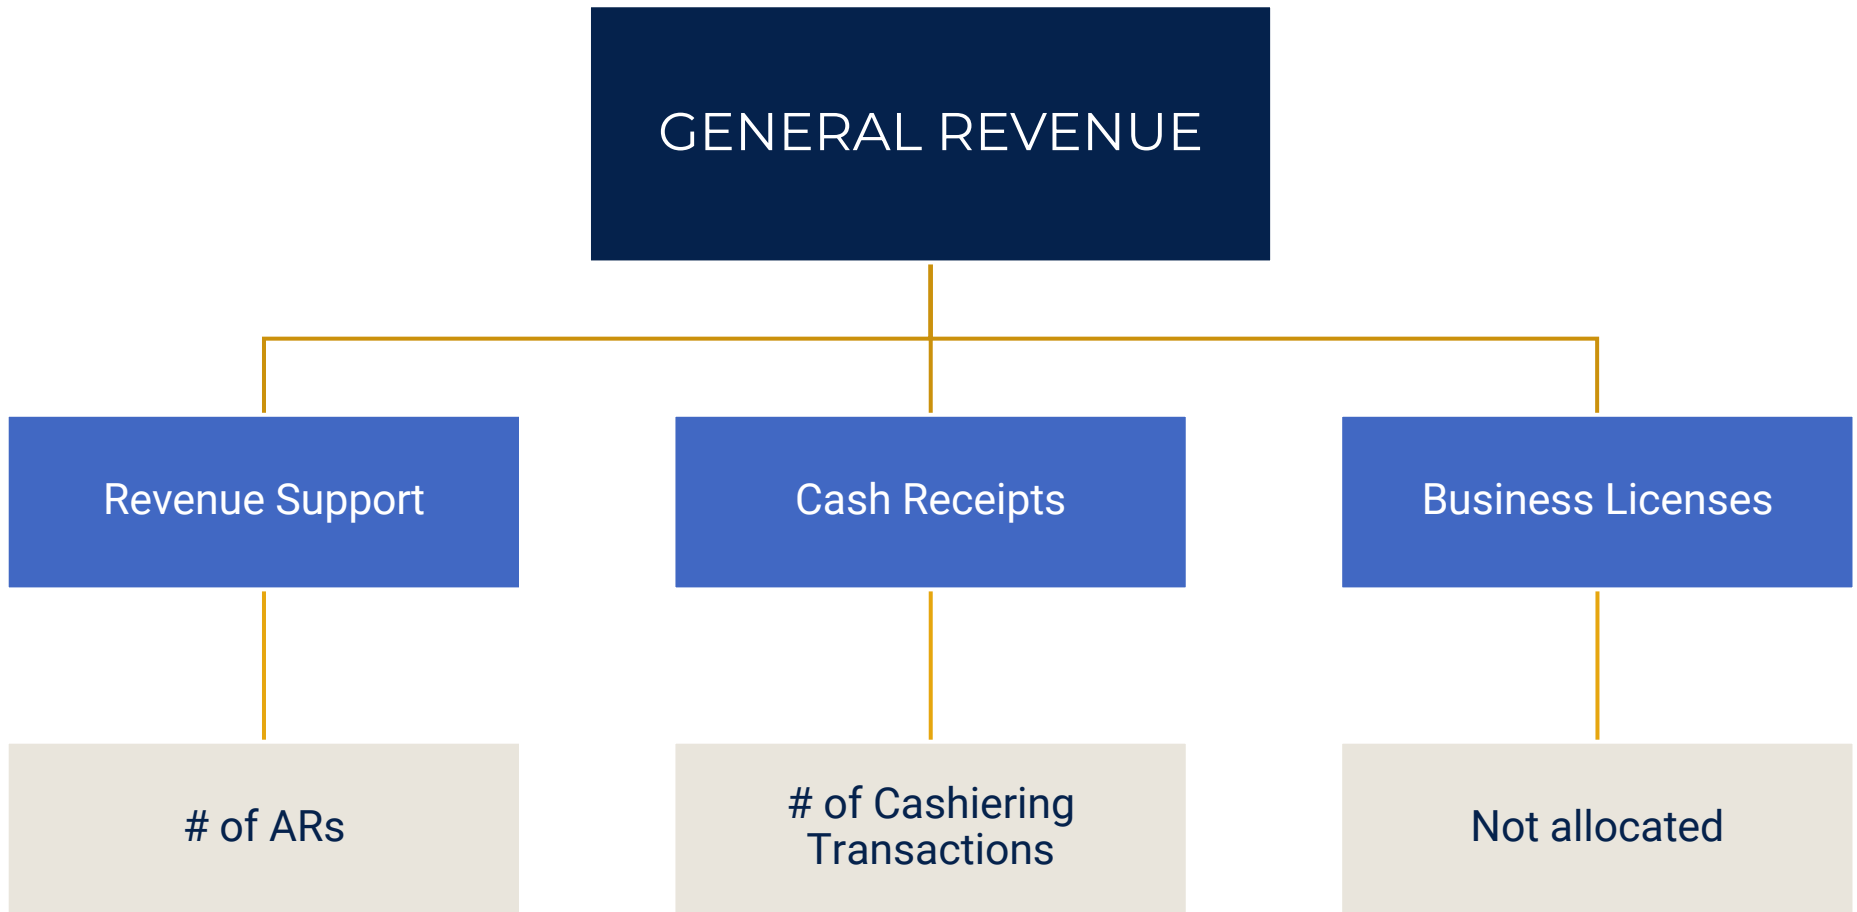 GENERAL REVENUE
Revenue Support
Cash Receipts
Business Licenses
# of ARs
# of Cashiering
Transactions
Not allocated